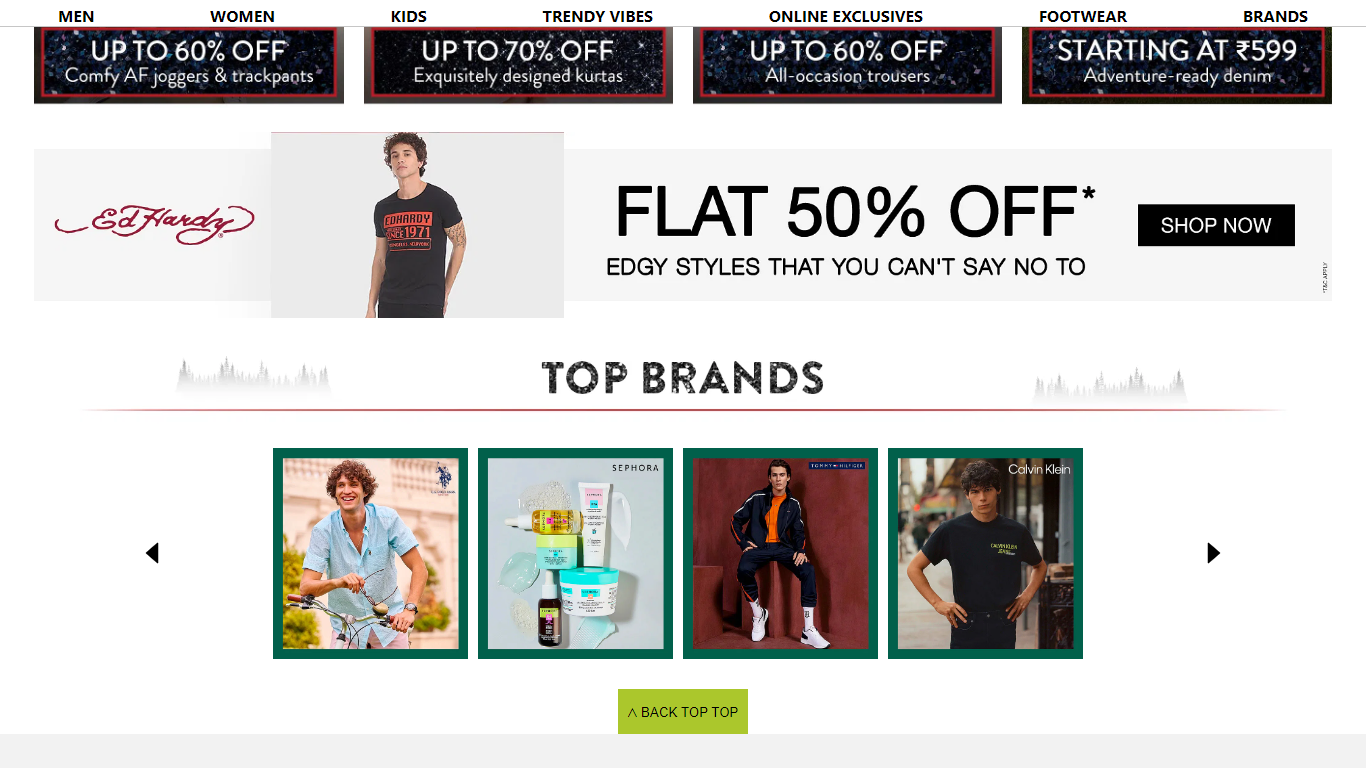 MEN WOMEN KIDS TRENDY VIBES ONLINE EXCLUSIVES FOOTWEAR BRANDS
UP TO 60% OFF
Comfy AF joggers & trackpants
UP TO 70% OFF
Exquisitely designed kurtas
UP TO 60% OFF
All-occasion trousers
STARTING AT ₹599
Adventure-ready denim
Ed Hardy
EDHARDY
SINCE 1971
FLAT 50% OFF*
EDGY STYLES THAT YOU CAN'T SAY NO TO
SHOP NOW
*T&C APPLY
TOP BRANDS
SEPHORA
TOMMY HILFIGER
Calvin Klein
CALVIN KLEIN
∧ BACK TOP TOP